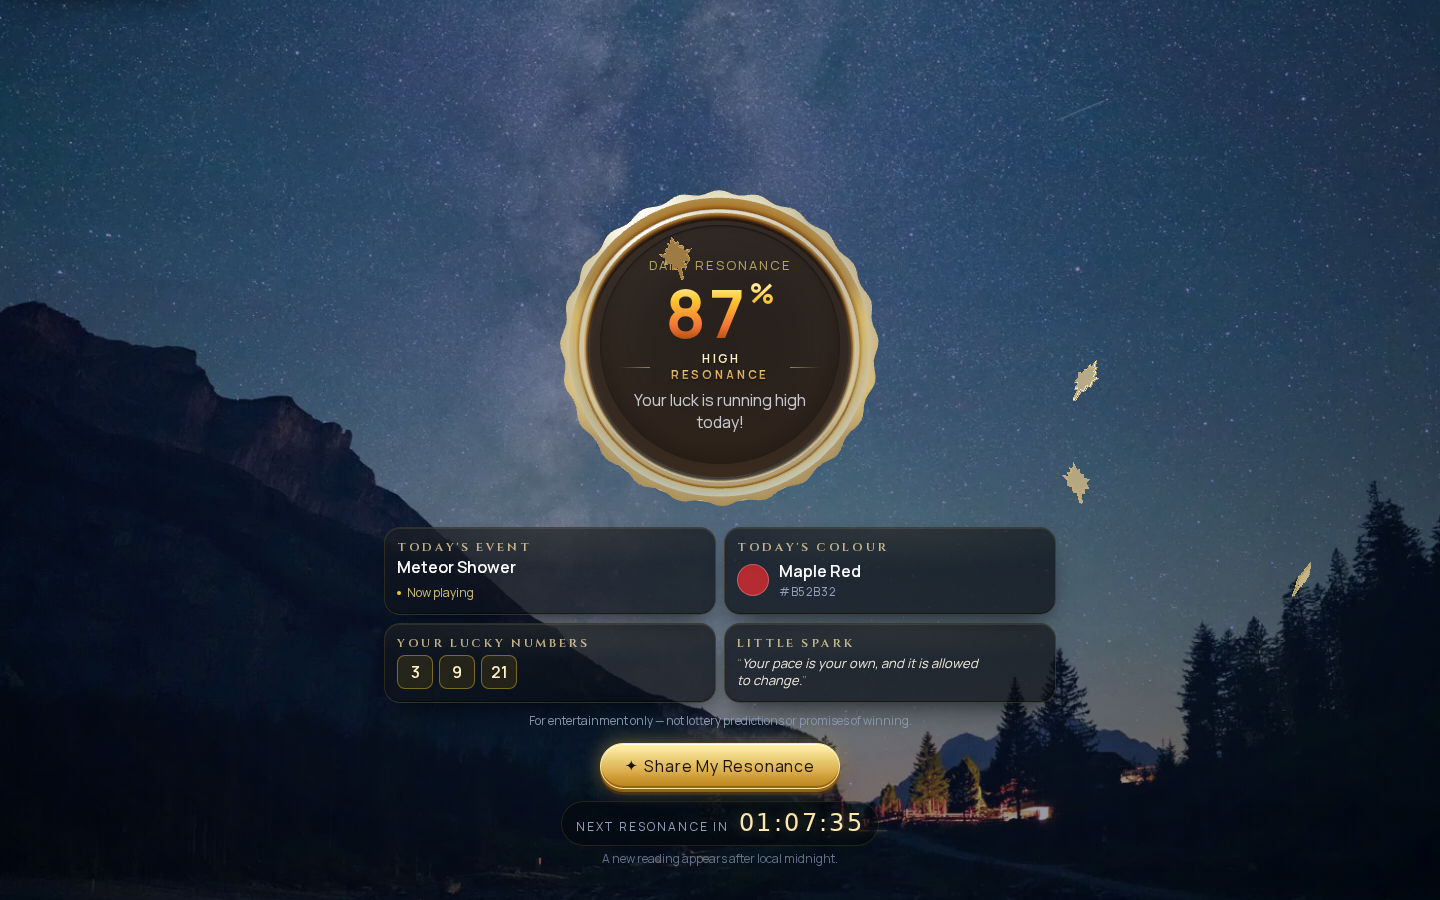 DAILY RESONANCE
87%
HIGH
RESONANCE
Your luck is running high
today!
TODAY'S EVENT
Meteor Shower
• Now playing
TODAY'S COLOUR
Maple Red
#B52B32
YOUR LUCKY NUMBERS
3 9 21
LITTLE SPARK
"Your pace is your own, and it is allowed
to change."
For entertainment only — not lottery predictions or promises of winning.
✦ Share My Resonance
NEXT RESONANCE IN 01:07:35
A new reading appears after local midnight.